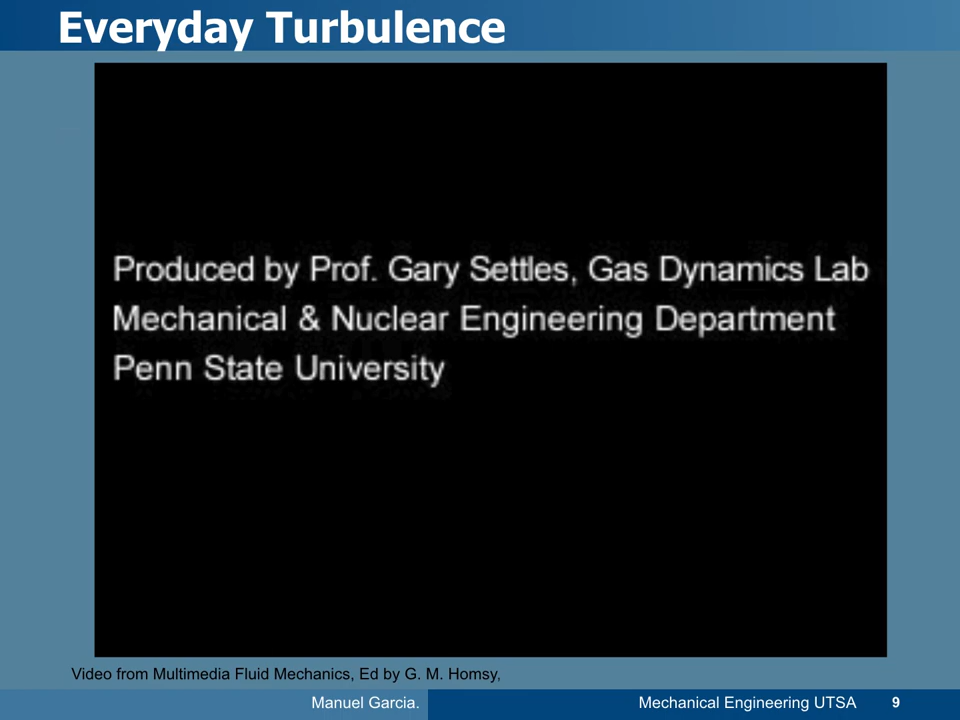 Everyday Turbulence
Produced by Prof. Gary Settles, Gas Dynamics Lab
Mechanical & Nuclear Engineering Department
Penn State University
Video from Multimedia Fluid Mechanics, Ed by G. M. Homsy,
Manuel Garcia.
Mechanical Engineering UTSA
9